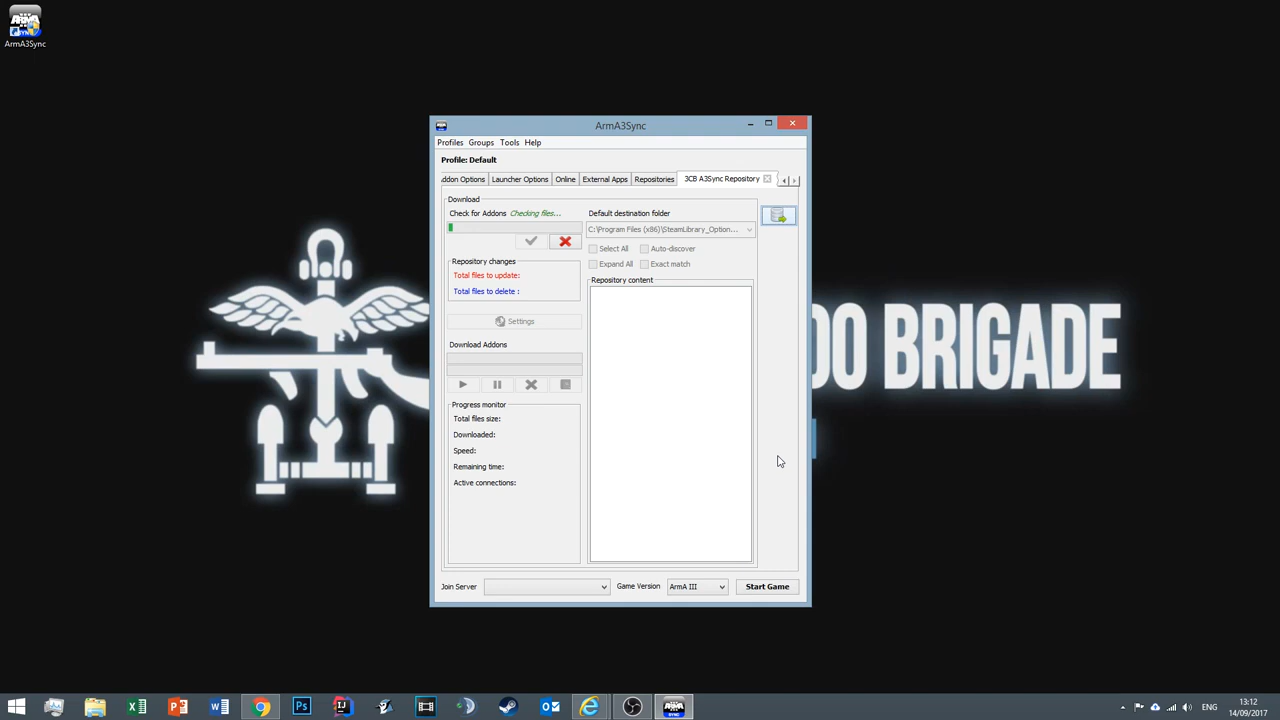 ArmA3Sync
ArmA3Sync
Profiles Groups Tools Help
Profile: Default
ddon Options Launcher Options Online External Apps Repositories 3CB A3Sync Repository
Download
Check for Addons Checking files...
Default destination folder
C:\Program Files (x86)\SteamLibrary_Option...
Select All Auto-discover
Expand All Exact match
Repository changes
Total files to update:
Total files to delete :
Repository content
Settings
Download Addons
Progress monitor
Total files size:
Downloaded:
Speed:
Remaining time:
Active connections:
Join Server Game Version ArmA III Start Game
DO BRIGADE
ENG
13:12
14/09/2017